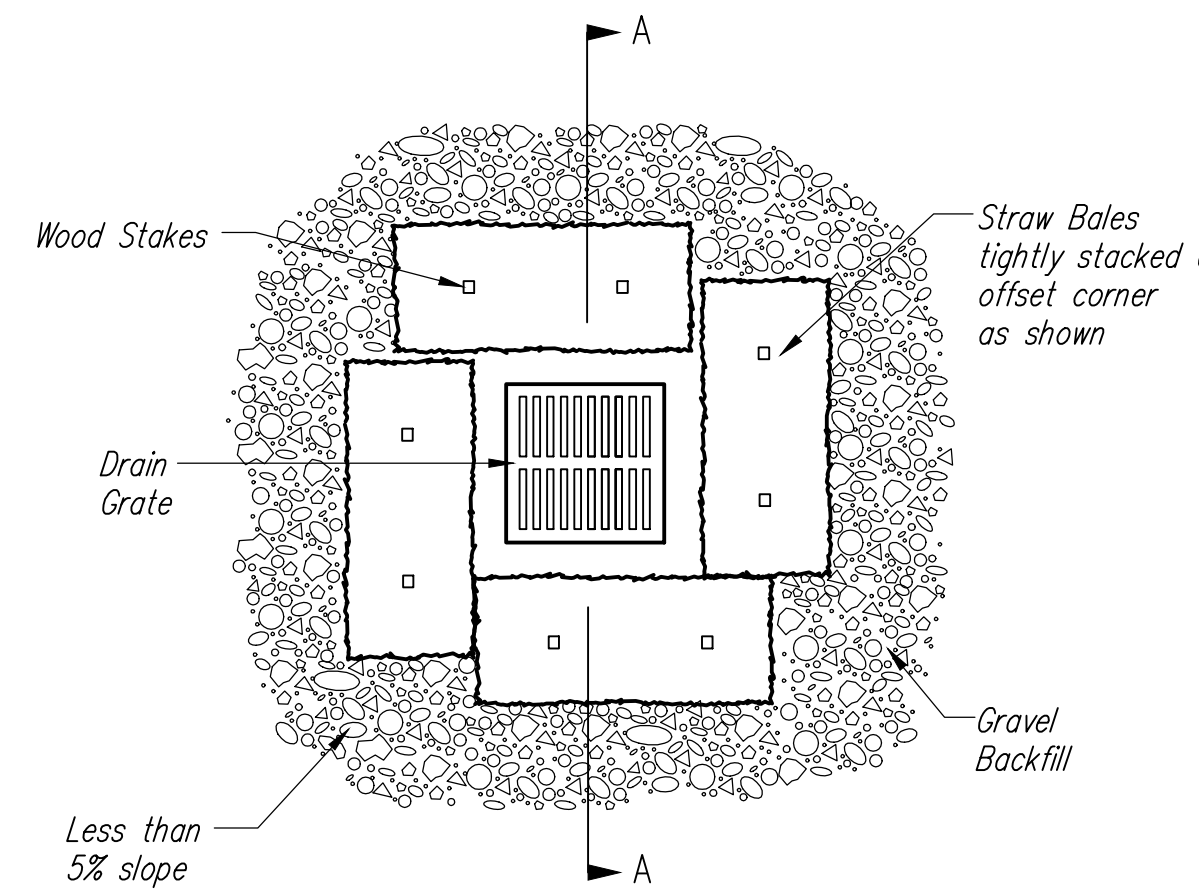 A
Wood Stakes
Straw Bales
tightly stacked
offset corner
as shown
Drain
Grate
Gravel
Backfill
Less than
5% slope
A